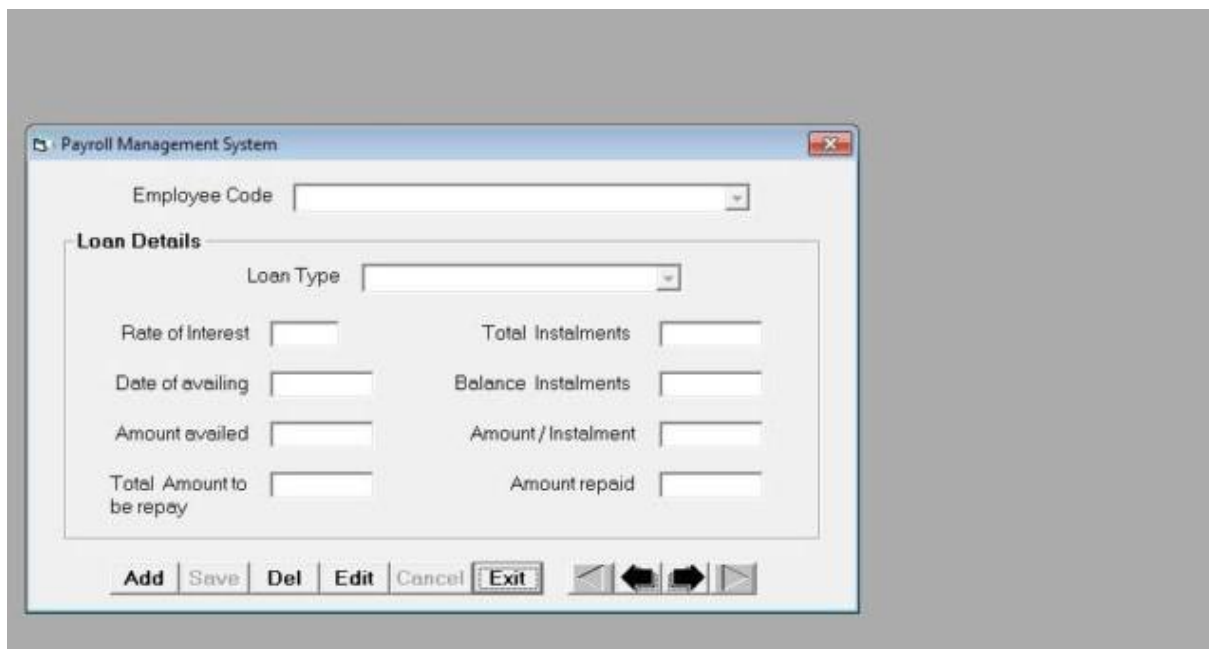 Payroll Management System
Employee Code
Loan Details
Loan Type
Rate of Interest
Total Instalments
Date of availing
Balance Instalments
Amount availed
Amount / Instalment
Total Amount to
be repay
Amount repaid
Add Save Del Edit Cancel Exit